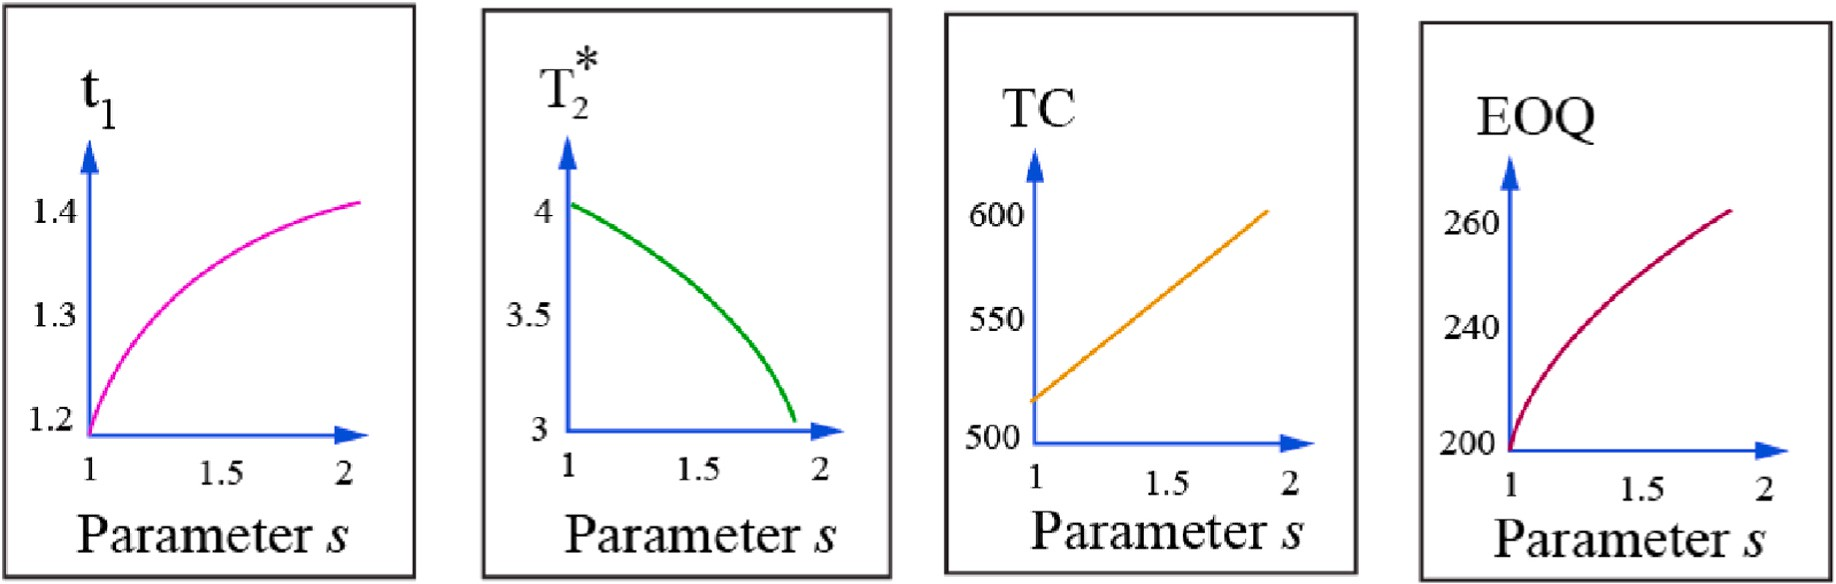 t₁
1.4
1.3
1.2
1 1.5 2
Parameter s
T₂*
4
3.5
3
1 1.5 2
Parameter s
TC
600
550
500
1 1.5 2
Parameter s
EOQ
260
240
200
1 1.5 2
Parameter s